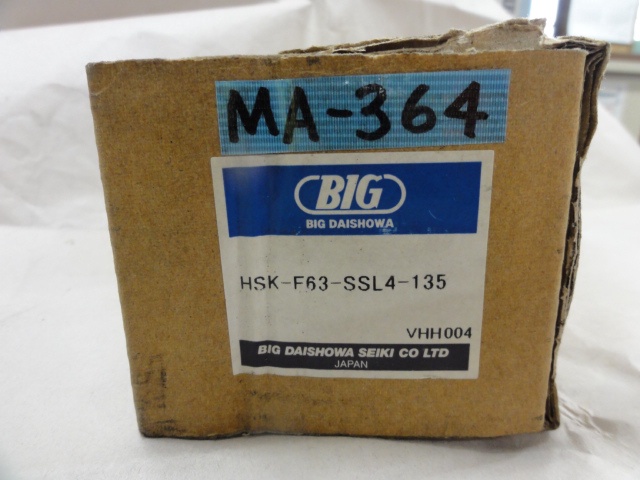 MA-364
BIG
BIG DAISHOWA
HSK-F63-SSL4-135
VHH004
BIG DAISHOWA SEIKI CO LTD
JAPAN